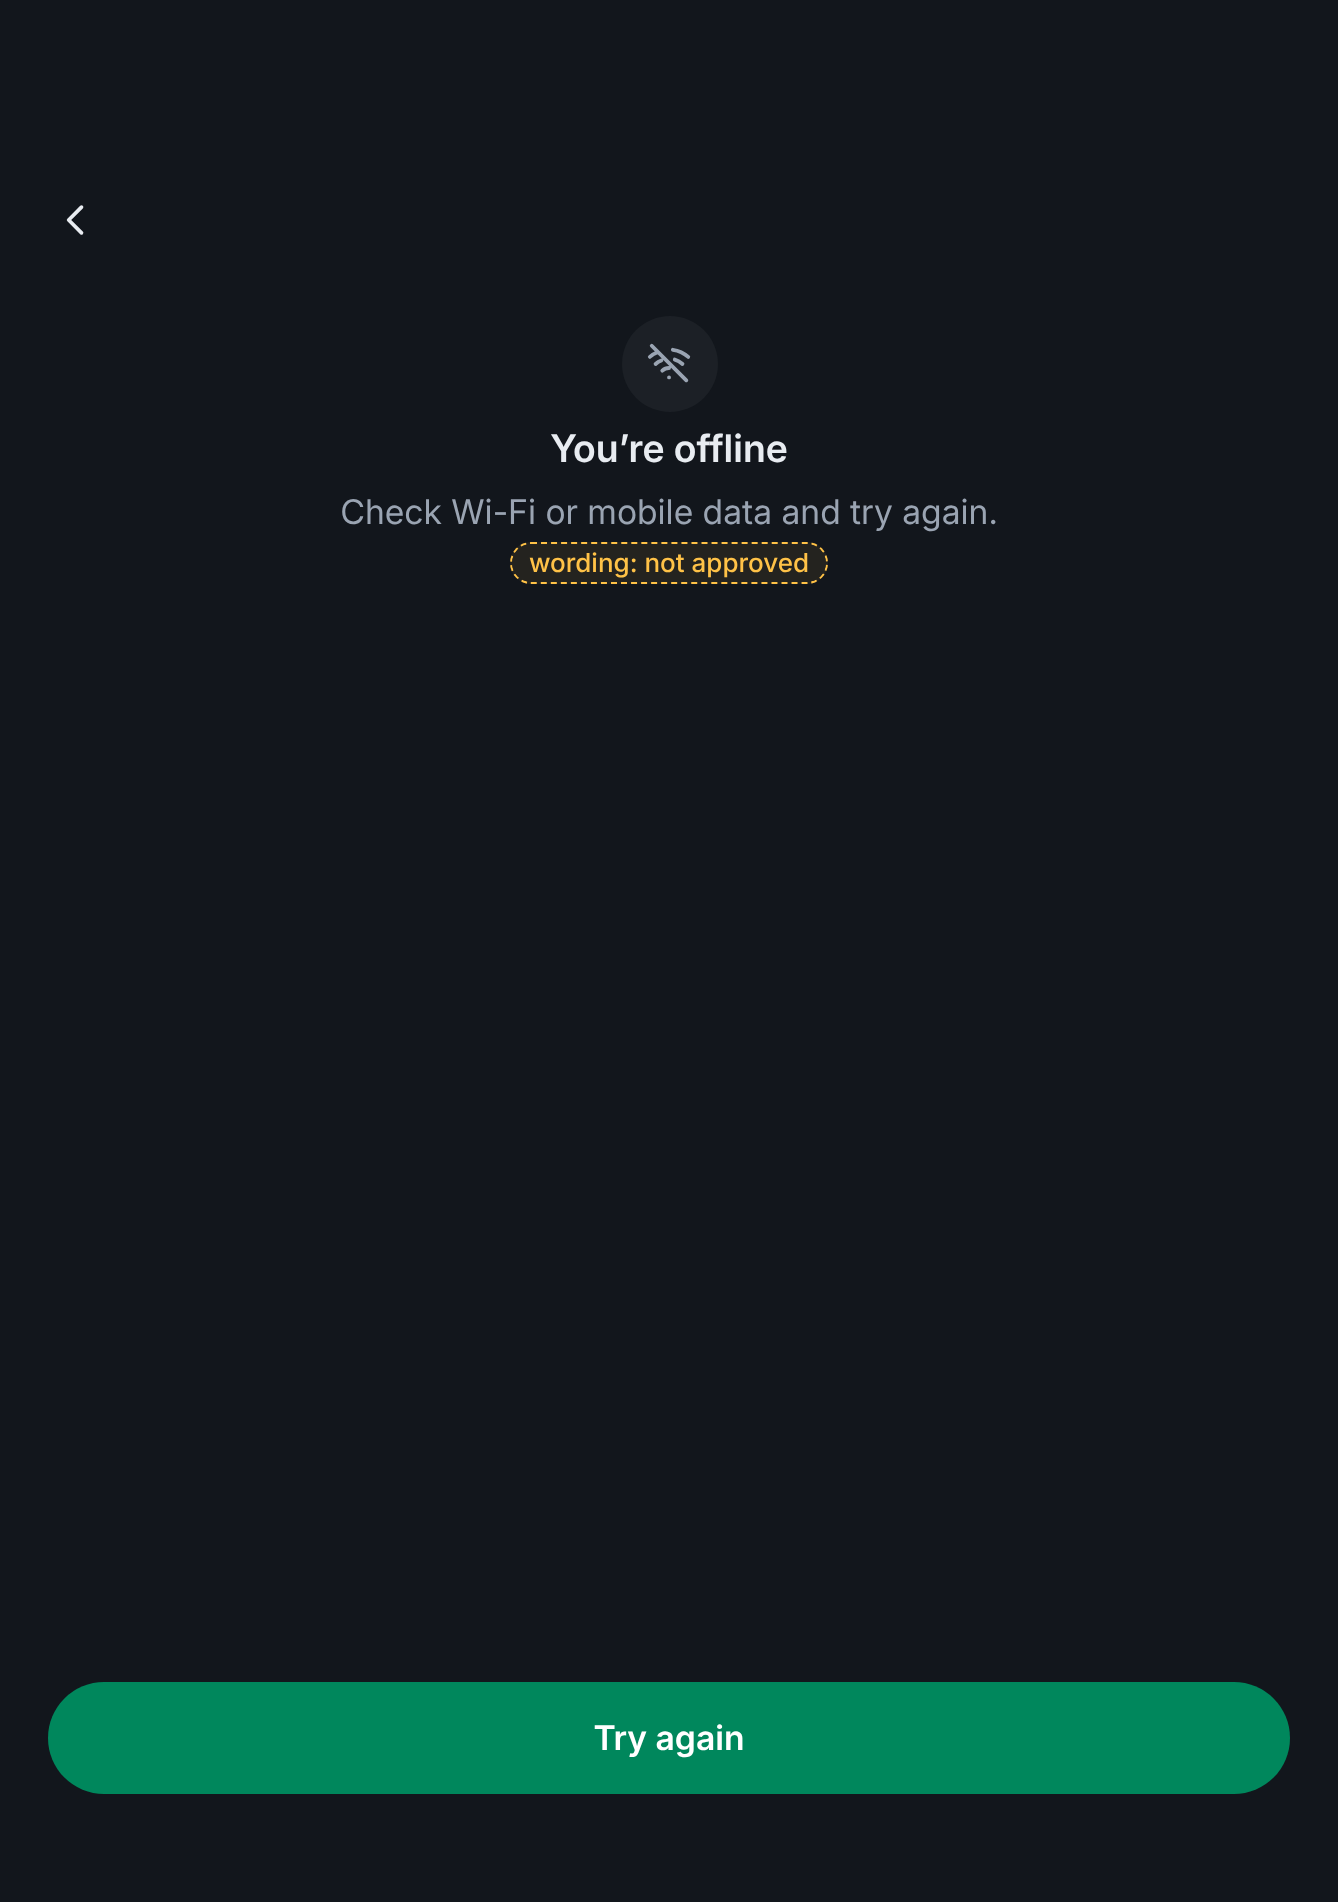 You’re offline
Check Wi-Fi or mobile data and try again.
wording: not approved
Try again